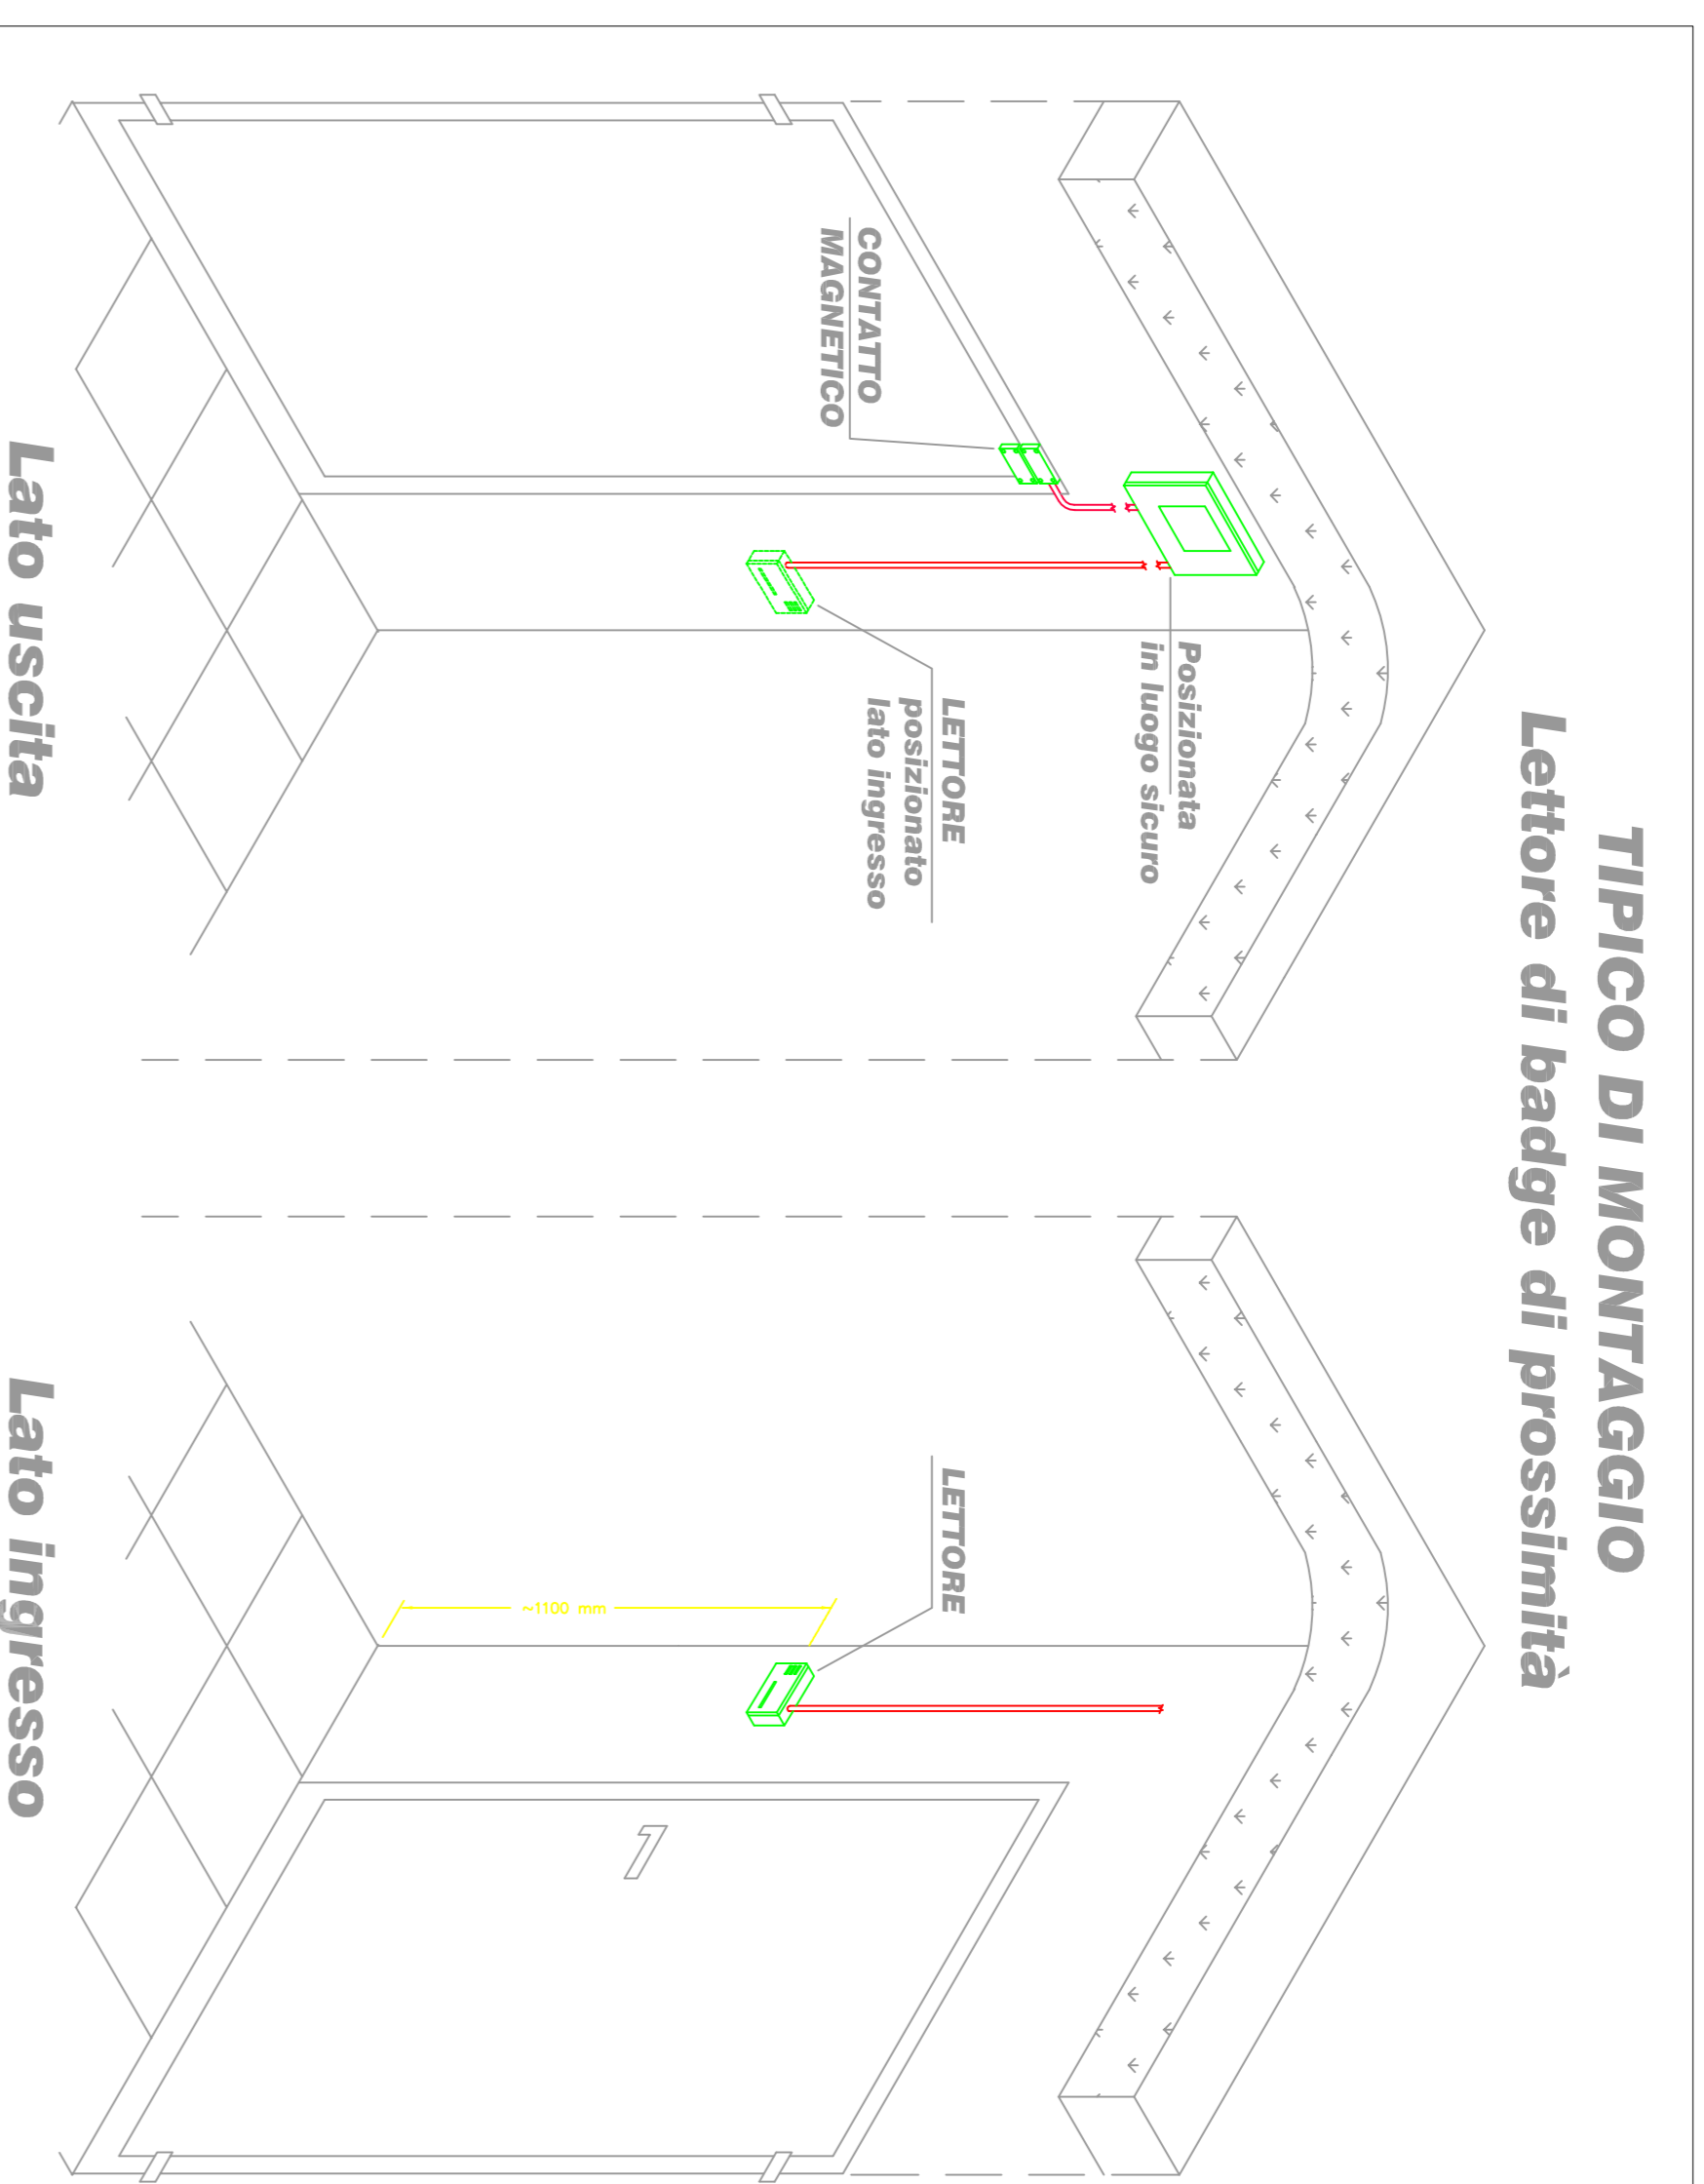 TIPICO DI MONTAGGIO
Lettore di badge di prossimità
Posizionata
in luogo sicuro
CONTATTO
MAGNETICO
LETTORE
posizionato
lato ingresso
LETTORE
~1100 mm
Lato uscita
Lato ingresso